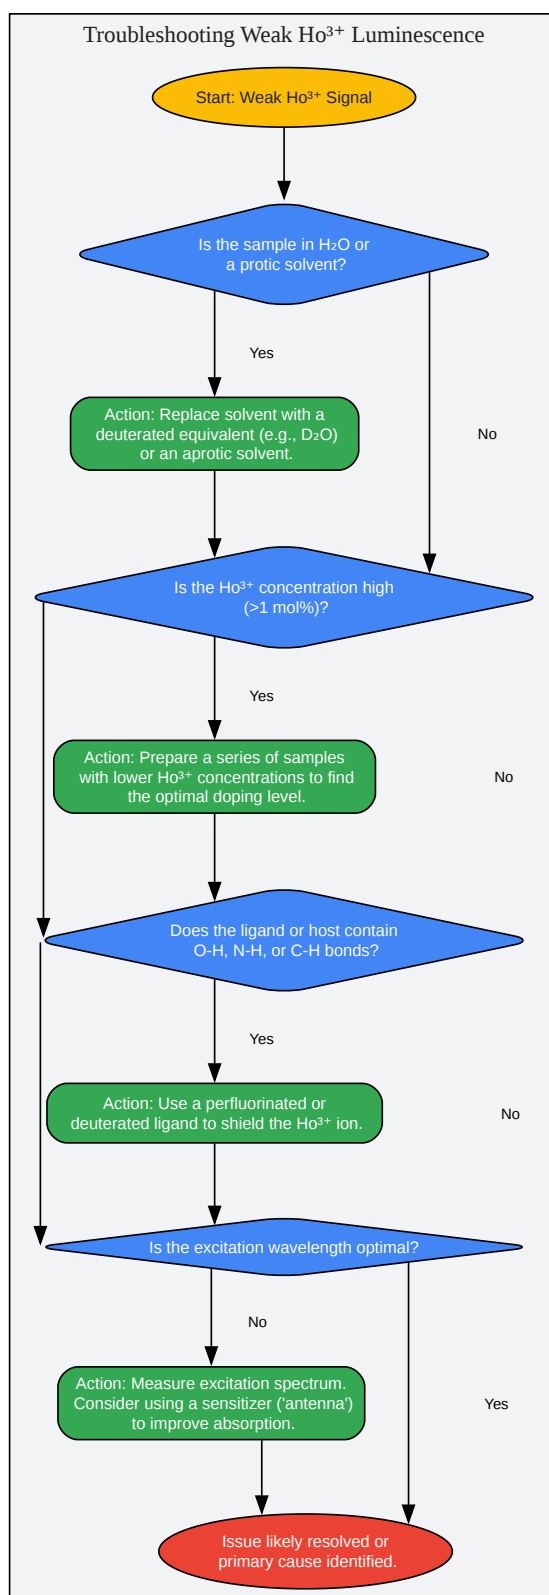 Troubleshooting Weak Ho³⁺ Luminescence
Start: Weak Ho³⁺ Signal
Is the sample in H₂O or
a protic solvent?
Yes
No
Action: Replace solvent with a
deuterated equivalent (e.g., D₂O)
or an aprotic solvent.
Is the Ho³⁺ concentration high
(>1 mol%)?
Yes
No
Action: Prepare a series of samples
with lower Ho³⁺ concentrations to find
the optimal doping level.
Does the ligand or host contain
O-H, N-H, or C-H bonds?
Yes
No
Action: Use a perfluorinated or
deuterated ligand to shield the Ho³⁺ ion.
Is the excitation wavelength optimal?
No
Yes
Action: Measure excitation spectrum.
Consider using a sensitizer ('antenna')
to improve absorption.
Issue likely resolved or
primary cause identified.